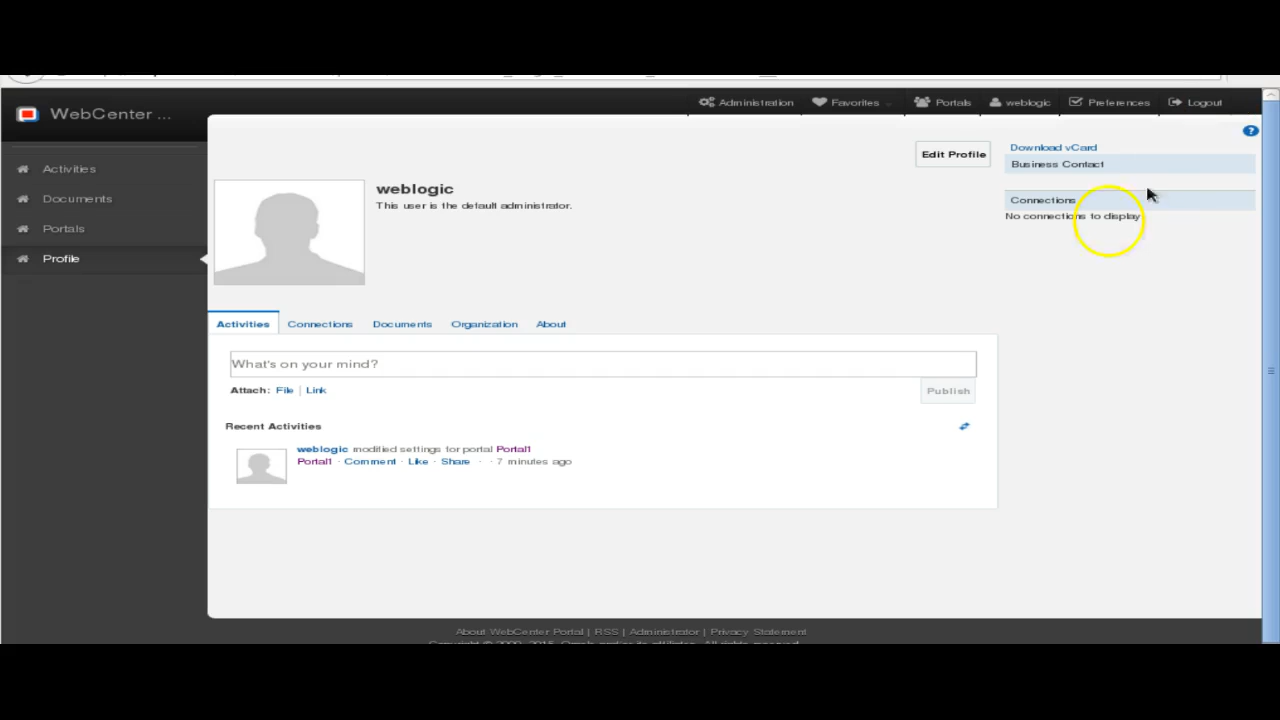 WebCenter ...
Administration Favorites Portals weblogic Preferences Logout
Activities
Documents
Portals
Profile
Edit Profile
Download vCard
Business Contact
Connections
No connections to display
weblogic
This user is the default administrator.
Activities Connections Documents Organization About
What's on your mind?
Attach: File | Link
Publish
Recent Activities
weblogic modified settings for portal Portal1
Portal1 · Comment · Like · Share · · 7 minutes ago
About WebCenter Portal | RSS | Administrator | Privacy Statement